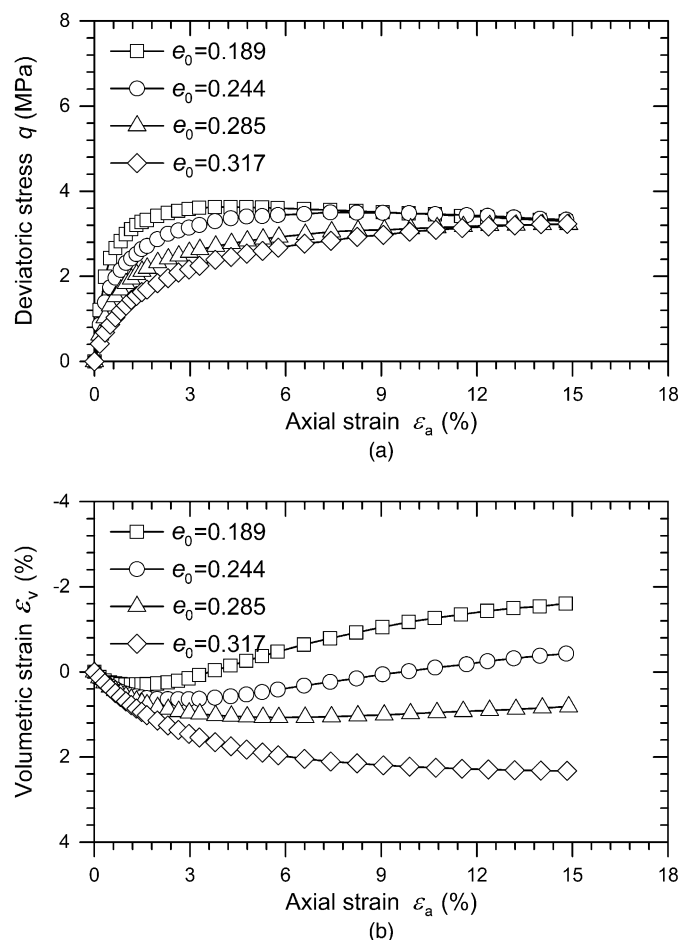 8
6
4
2
0
Deviatoric stress q (MPa)
e0=0.189
e0=0.244
e0=0.285
e0=0.317
0 3 6 9 12 15 18
Axial strain εa (%)
(a)
-4
-2
0
2
4
Volumetric strain εv (%)
e0=0.189
e0=0.244
e0=0.285
e0=0.317
0 3 6 9 12 15 18
Axial strain εa (%)
(b)